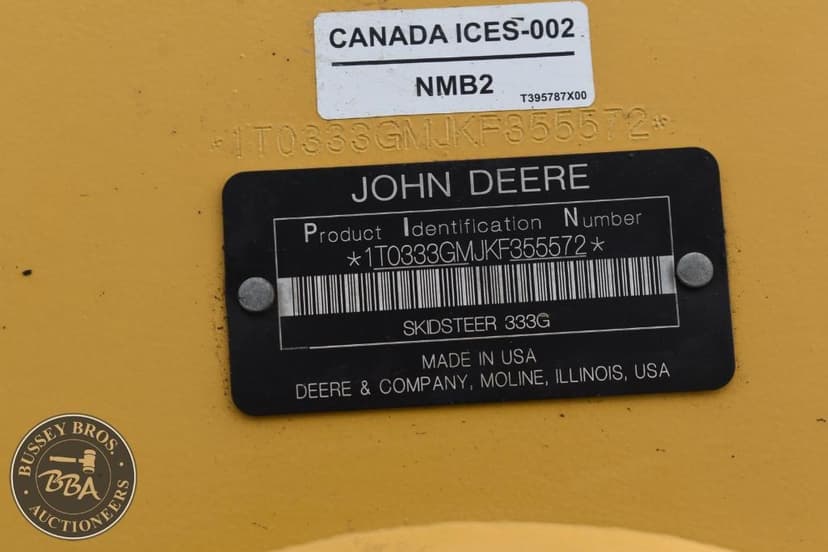 CANADA ICES-002
NMB2
T395787X00
*1T0333GMJKF355572*
JOHN DEERE
Product Identification Number
*1T0333GMJKF355572*
SKIDSTEER 333G
MADE IN USA
DEERE & COMPANY, MOLINE, ILLINOIS, USA
BUSSEY BROS.
BBA
AUCTIONEERS